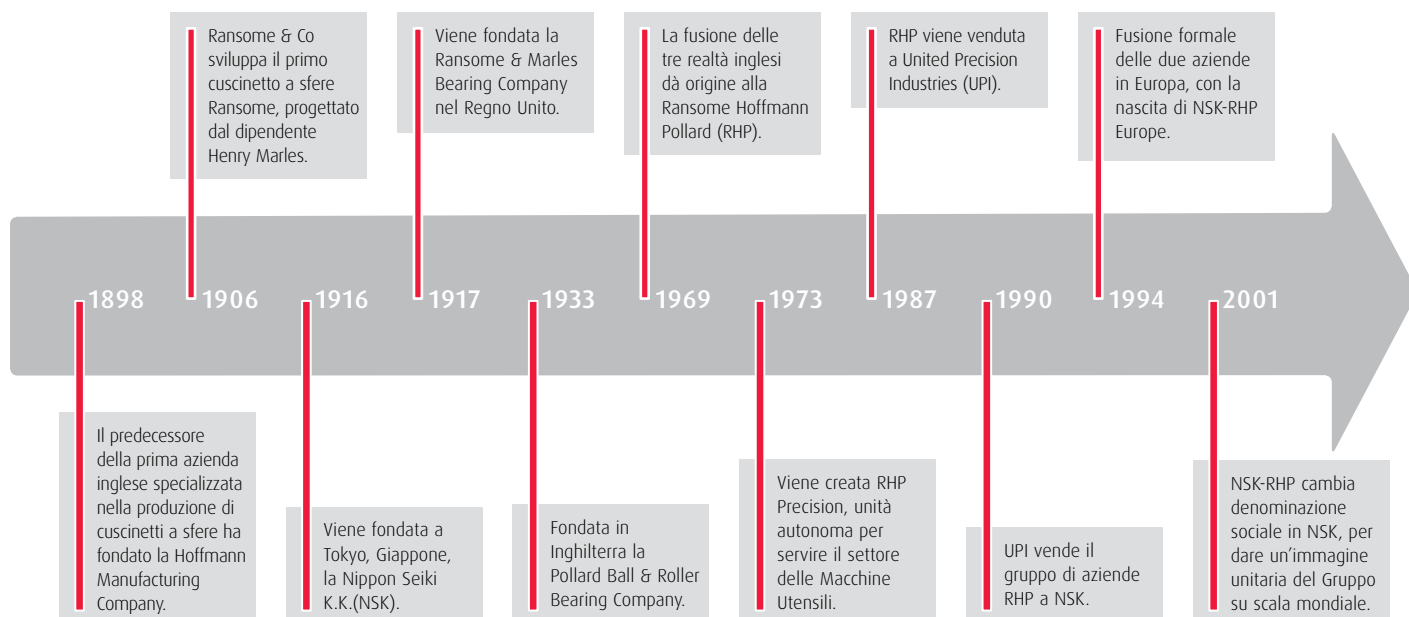 Ransome & Co
sviluppa il primo
cuscinetto a sfere
Ransome, progettato
dal dipendente
Henry Marles.
Viene fondata la
Ransome & Marles
Bearing Company
nel Regno Unito.
La fusione delle
tre realtà inglesi
dà origine alla
Ransome Hoffmann
Pollard (RHP).
RHP viene venduta
a United Precision
Industries (UPI).
Fusione formale
delle due aziende
in Europa, con la
nascita di NSK-RHP
Europe.
1898 1906 1916 1917 1933 1969 1973 1987 1990 1994 2001
Il predecessore
della prima azienda
inglese specializzata
nella produzione di
cuscinetti a sfere ha
fondato la Hoffmann
Manufacturing
Company.
Viene fondata a
Tokyo, Giappone,
la Nippon Seiki
K.K.(NSK).
Fondata in
Inghilterra la
Pollard Ball & Roller
Bearing Company.
Viene creata RHP
Precision, unità
autonoma per
servire il settore
delle Macchine
Utensili.
UPI vende il
gruppo di aziende
RHP a NSK.
NSK-RHP cambia
denominazione
sociale in NSK, per
dare un’immagine
unitaria del Gruppo
su scala mondiale.